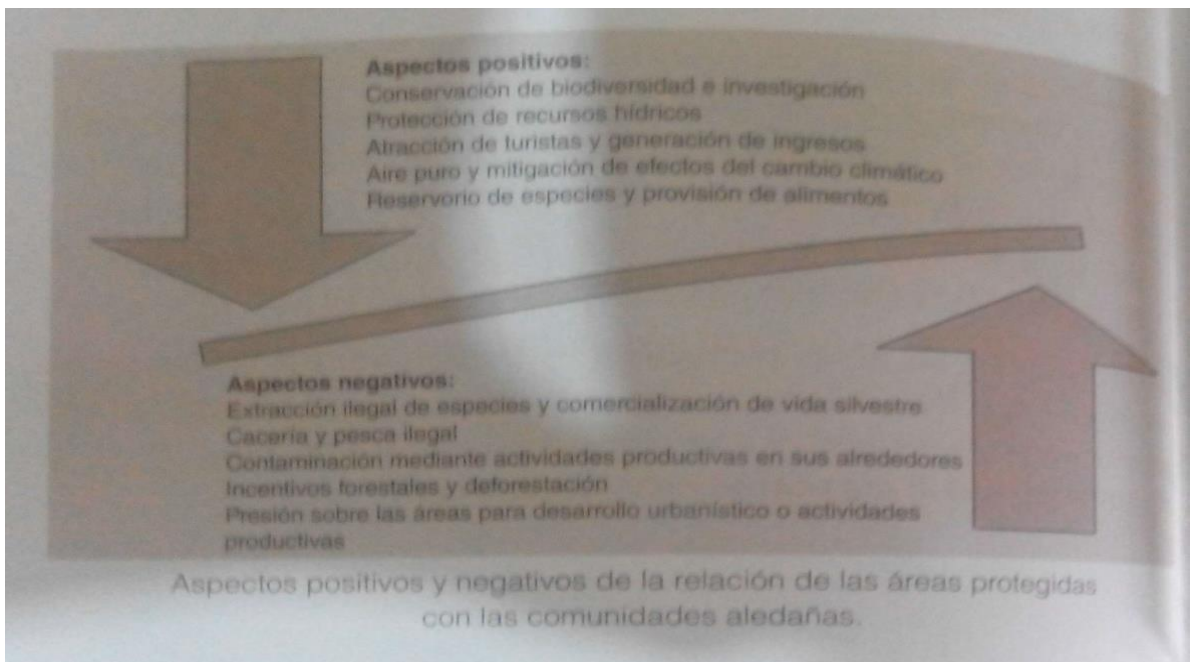 Aspectos positivos:
Conservación de biodiversidad e investigación
Protección de recursos hídricos
Atracción de turistas y generación de ingresos
Aire puro y mitigación de efectos del cambio climático
Reservorio de especies y provisión de alimentos
Aspectos negativos:
Extracción ilegal de especies y comercialización de vida silvestre
Cacería y pesca ilegal
Contaminación mediante actividades productivas en sus alrededores
Incentivos forestales y deforestación
Presión sobre las áreas para desarrollo urbanístico o actividades
productivas
Aspectos positivos y negativos de la relación de las áreas protegidas
con las comunidades aledañas.